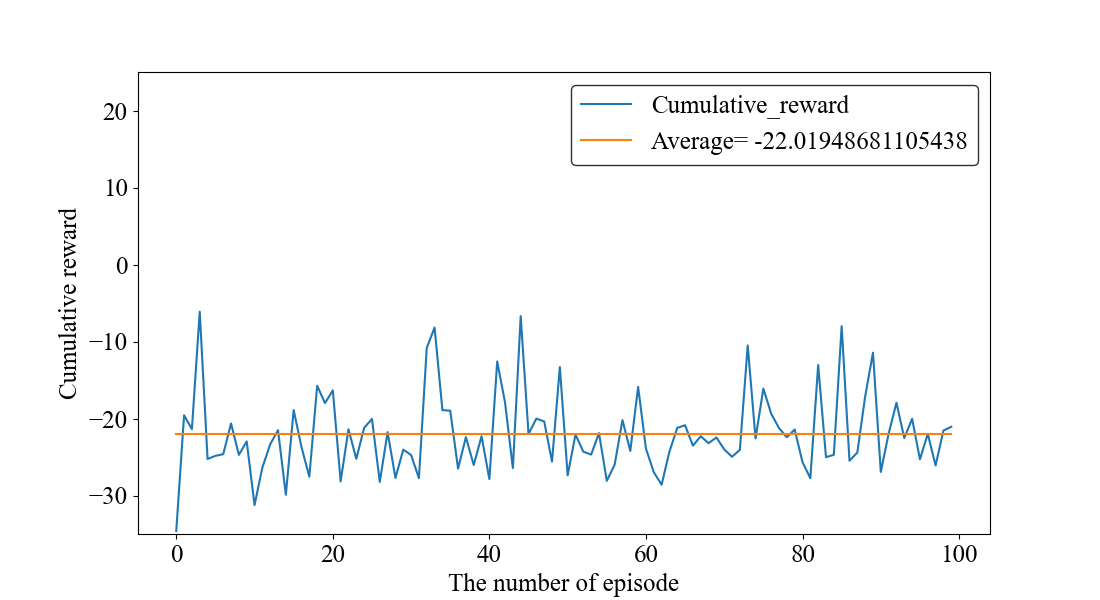 Cumulative_reward
Average= -22.01948681105438
20
10
0
−10
−20
−30
Cumulative reward
0 20 40 60 80 100
The number of episode